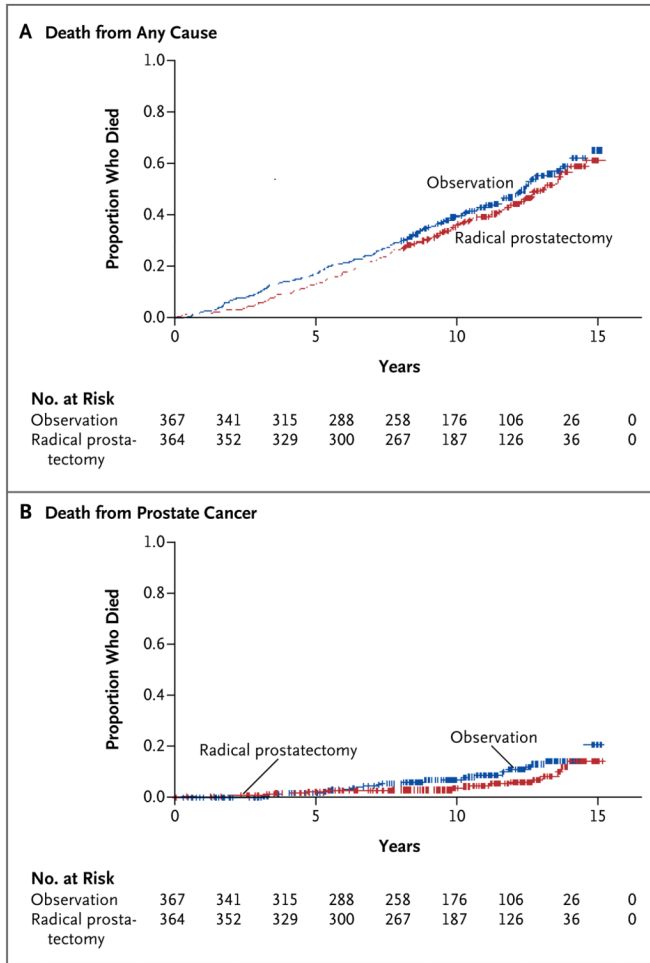 A Death from Any Cause
1.0
0.8
0.6
0.4
0.2
0.0
Proportion Who Died
Observation
Radical prostatectomy
0 5 10 15
Years
No. at Risk
Observation 367 341 315 288 258 176 106 26 0
Radical prosta- 364 352 329 300 267 187 126 36 0
tectomy
B Death from Prostate Cancer
1.0
0.8
0.6
0.4
0.2
0.0
Proportion Who Died
Observation
Radical prostatectomy
0 5 10 15
Years
No. at Risk
Observation 367 341 315 288 258 176 106 26 0
Radical prosta- 364 352 329 300 267 187 126 36 0
tectomy